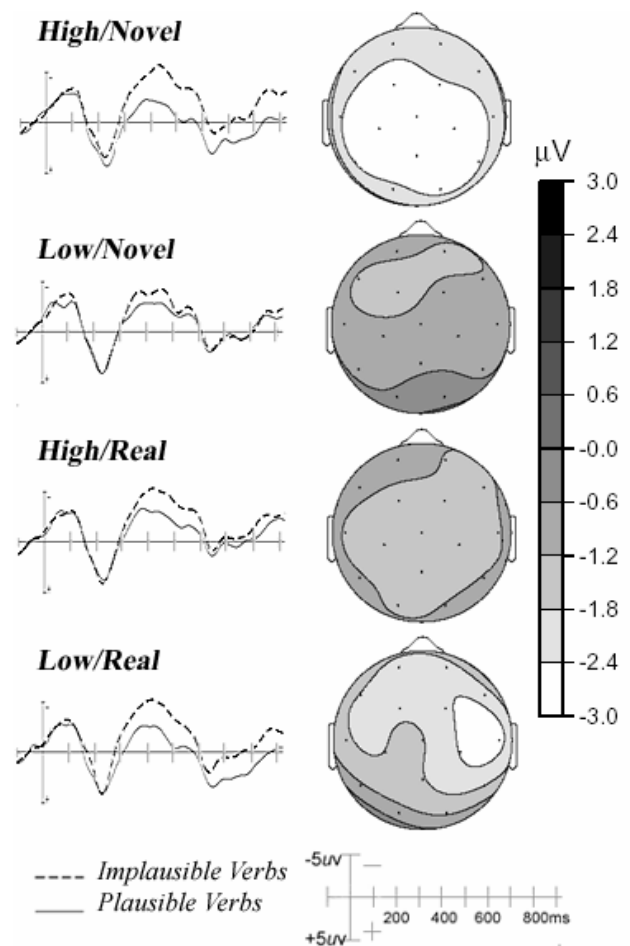 High/Novel
Low/Novel
High/Real
Low/Real
μV
3.0
2.4
1.8
1.2
0.6
-0.0
-0.6
-1.2
-1.8
-2.4
-3.0
Implausible Verbs
Plausible Verbs
-5uv
200 400 600 800ms
+5uv